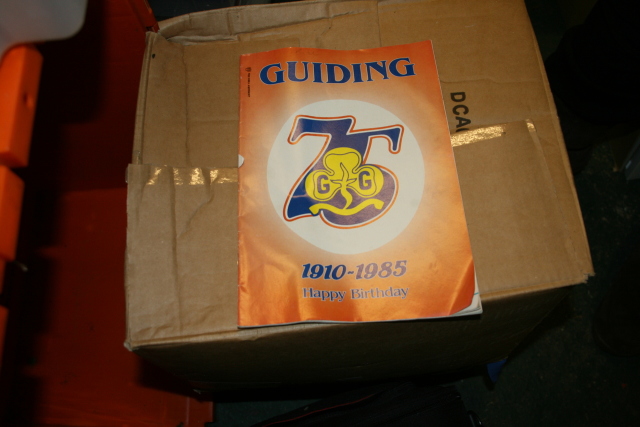 GUIDING
75
G G
1910-1985
Happy Birthday
DCA